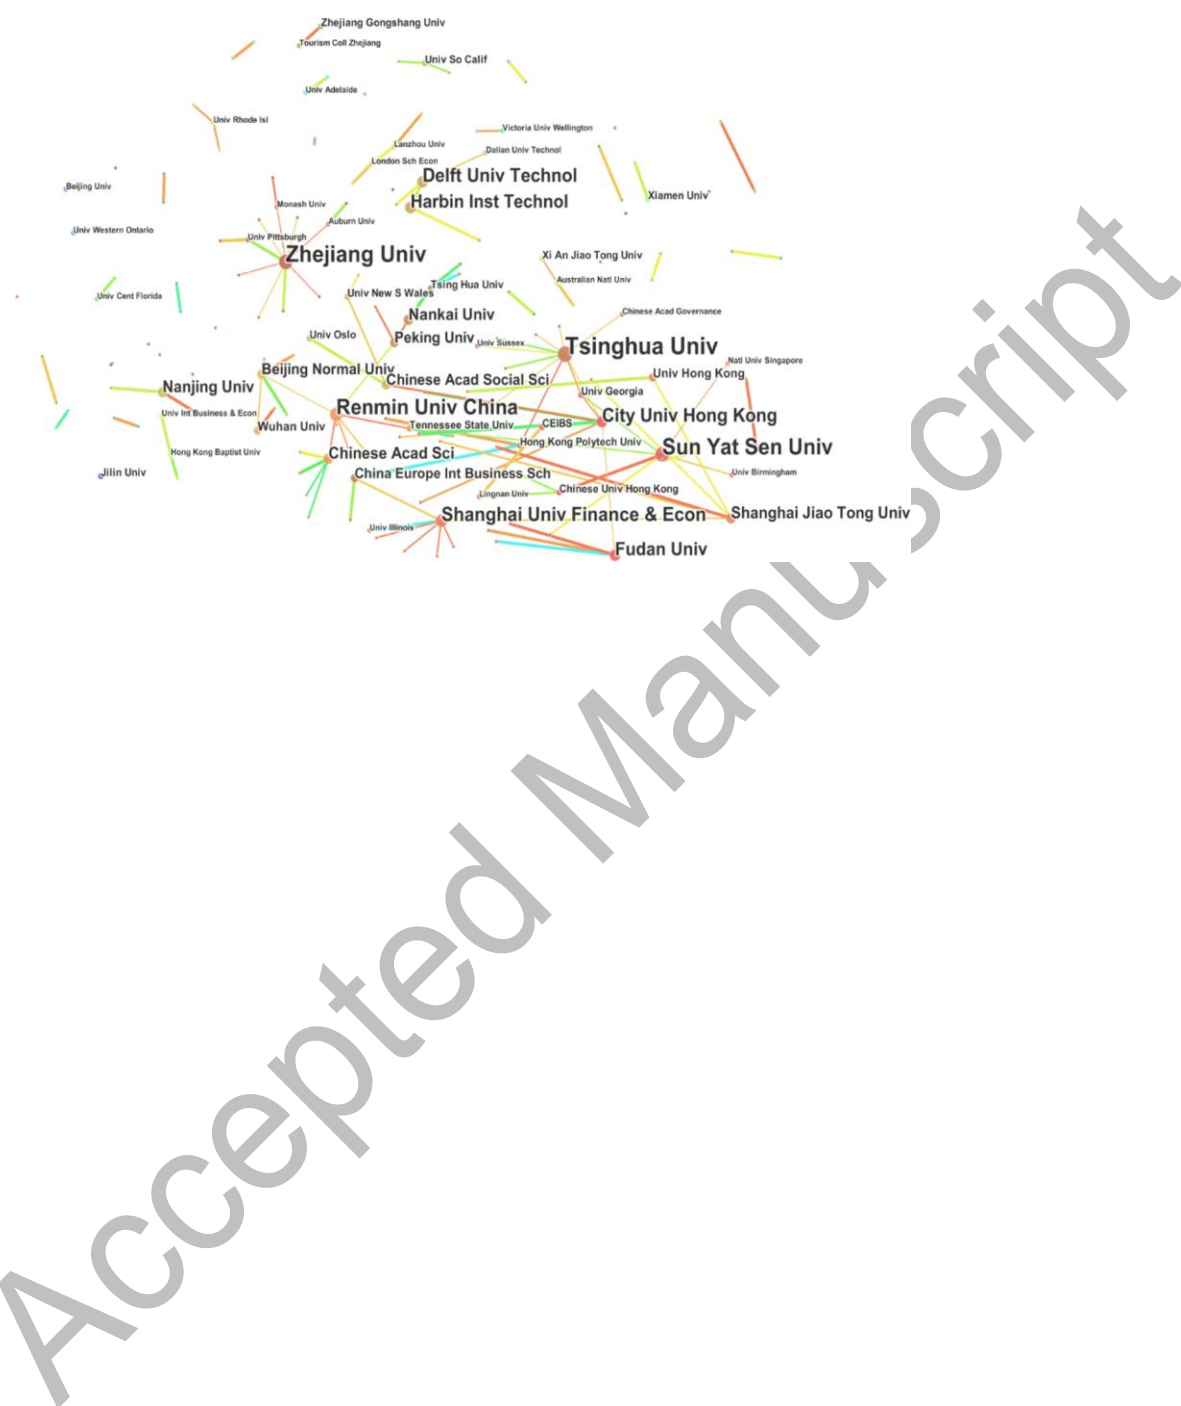 Zhejiang Gongshang Univ
Tourism Coll Zhejiang
Univ So Calif
Univ Adelaide
Univ Rhode Isl
Victoria Univ Wellington
Lanzhou Univ
Dalian Univ Technol
London Sch Econ
Delft Univ Technol
Beijing Univ
Xiamen Univ
Harbin Inst Technol
Monash Univ
Auburn Univ
Univ Western Ontario
Univ Pittsburgh
Zhejiang Univ
Xi An Jiao Tong Univ
Australian Natl Univ
Tsing Hua Univ
Univ New S Wales
Univ Cent Florida
Nankai Univ
Chinese Acad Governance
Univ Oslo
Peking Univ
Univ Sussex
Tsinghua Univ
Natl Univ Singapore
Beijing Normal Univ
Univ Hong Kong
Chinese Acad Social Sci
Nanjing Univ
Univ Georgia
Renmin Univ China
Univ Int Business & Econ
City Univ Hong Kong
Wuhan Univ
Tennessee State Univ
CEIBS
Hong Kong Polytech Univ
Sun Yat Sen Univ
Hong Kong Baptist Univ
Chinese Acad Sci
Jilin Univ
China Europe Int Business Sch
Univ Birmingham
Lingnan Univ
Chinese Univ Hong Kong
Shanghai Univ Finance & Econ
Shanghai Jiao Tong Univ
Univ Illinois
Fudan Univ
Accepted Manuscript